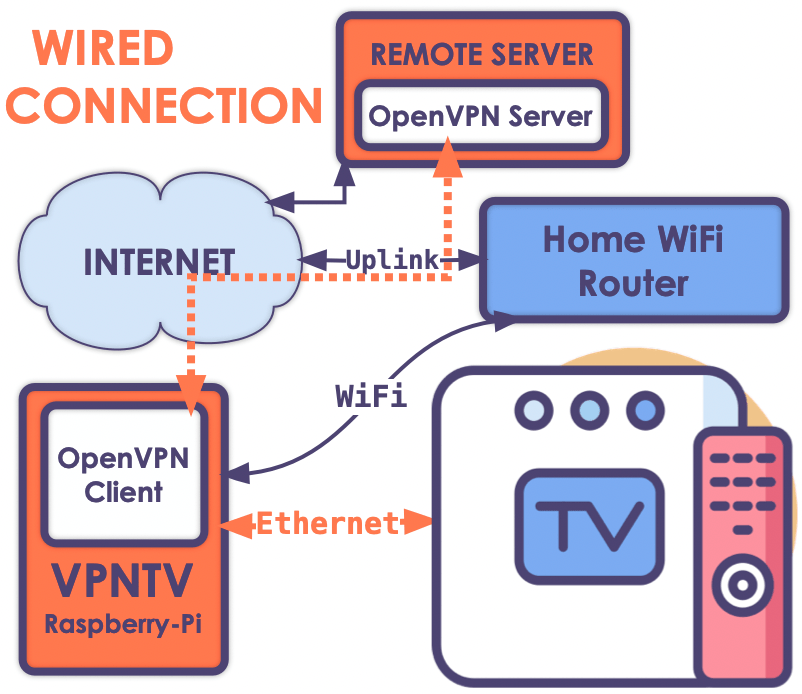 WIRED
CONNECTION
REMOTE SERVER
OpenVPN Server
INTERNET
Uplink
Home WiFi
Router
WiFi
OpenVPN
Client
Ethernet
VPNTV
Raspberry-Pi
TV